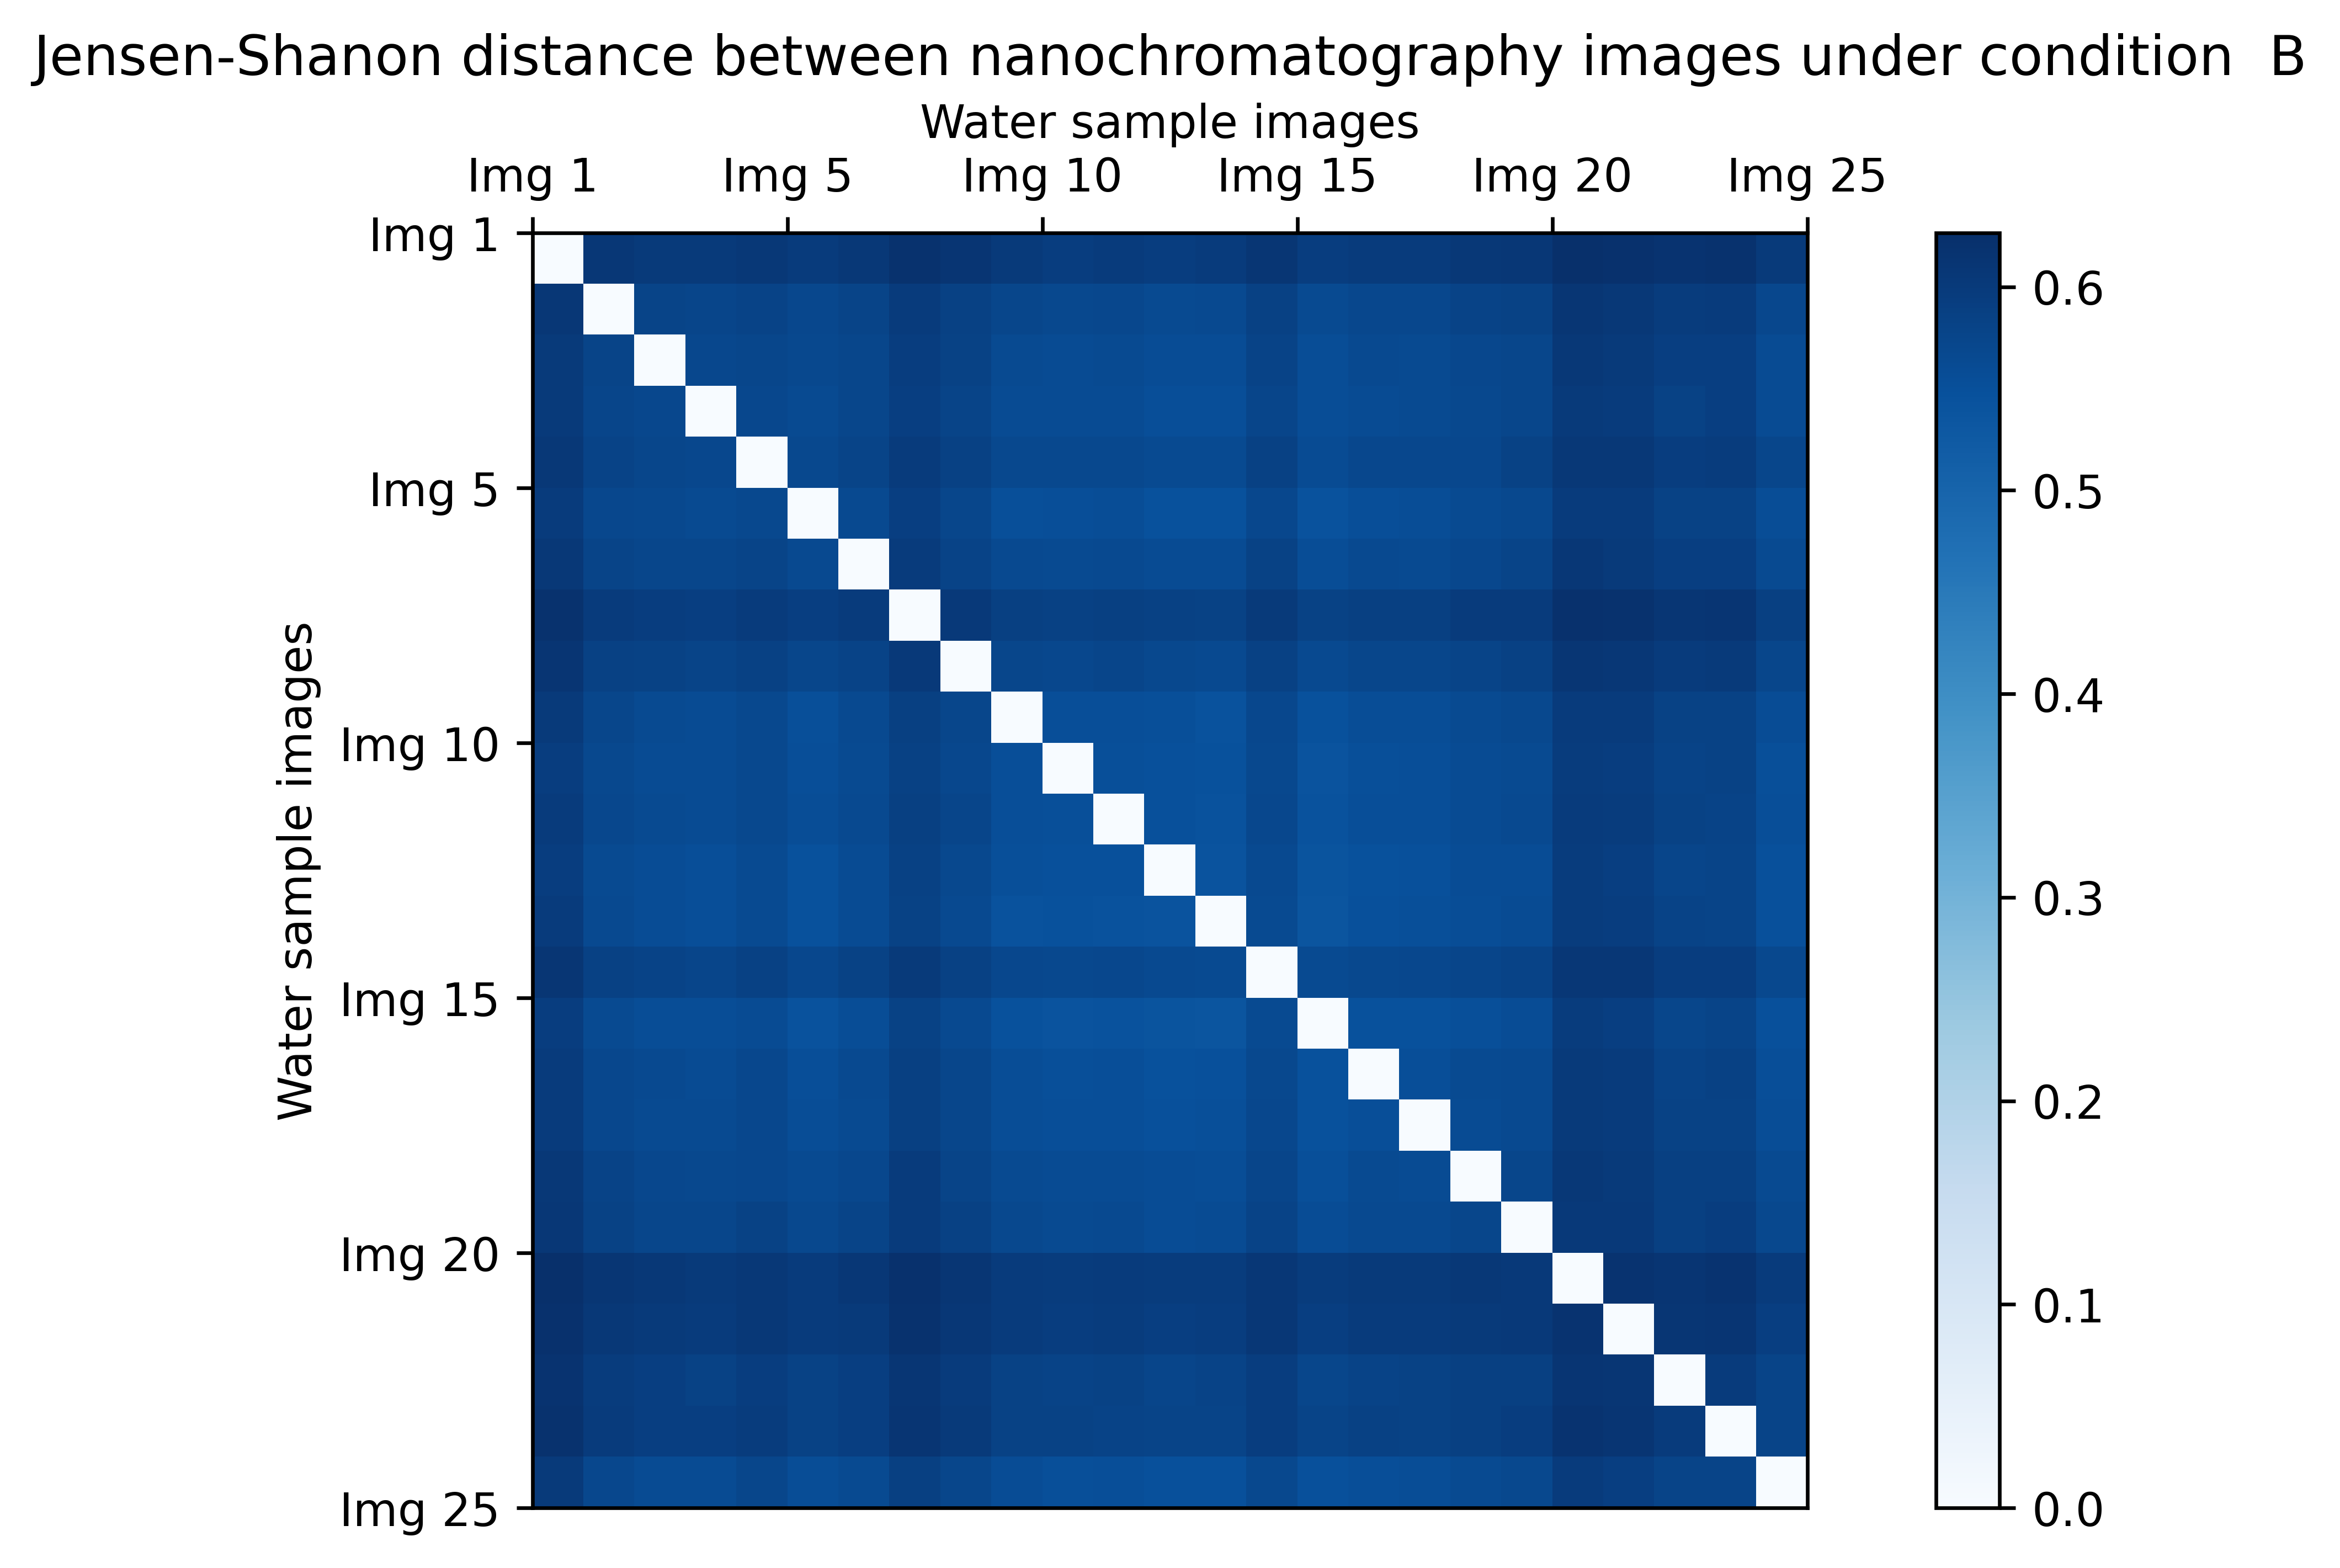 Jensen-Shanon distance between nanochromatography images under condition  B
Water sample images
Img 1 Img 5 Img 10 Img 15 Img 20 Img 25
Img 1
Img 5
Img 10
Img 15
Img 20
Img 25
Water sample images
0.6
0.5
0.4
0.3
0.2
0.1
0.0